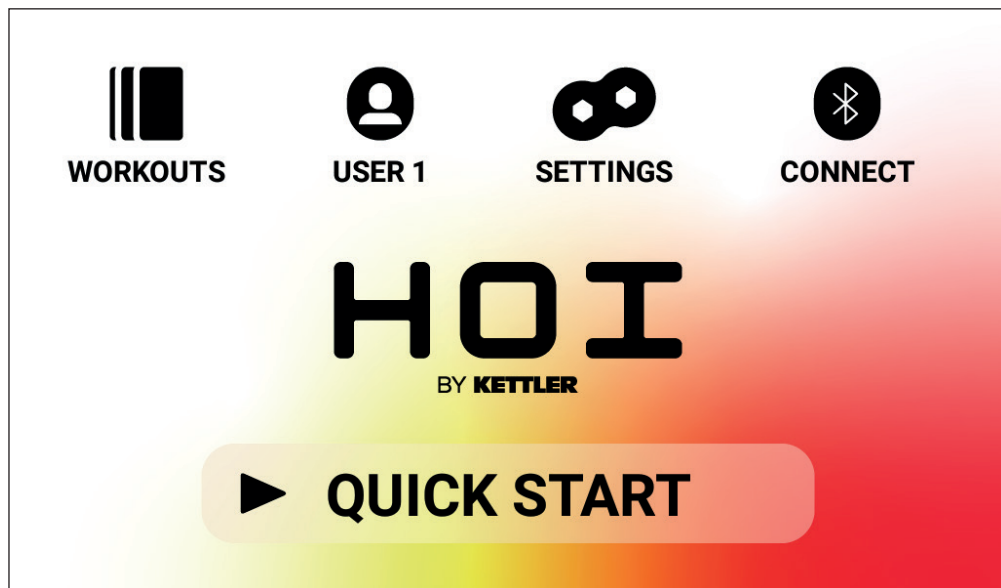 WORKOUTS USER 1 SETTINGS CONNECT
HOI
BY KETTLER
QUICK START